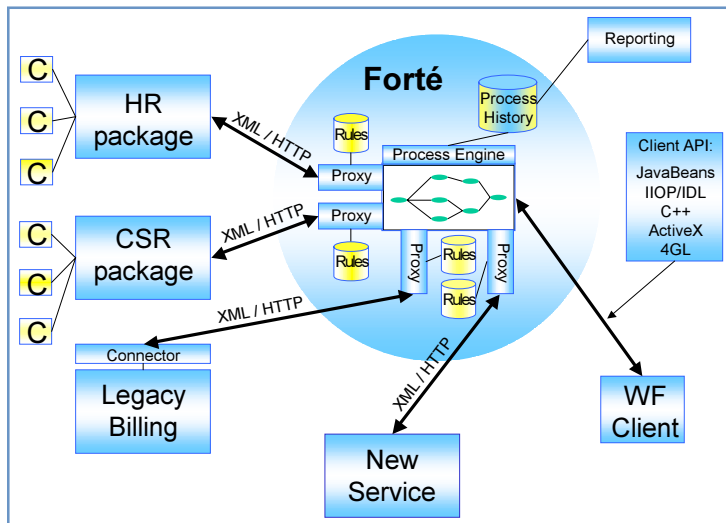 Reporting
Forté
C
HR
package
Process
History
XML / HTTP
Rules
Client API:
JavaBeans
IIOP/IDL
C++
ActiveX
4GL
C
Process Engine
C
Proxy
C
CSR
package
XML / HTTP
Proxy
C
Rules
Proxy
Rules
Proxy
Rules
C
XML / HTTP
Connector
Legacy
Billing
XML / HTTP
WF
Client
New
Service